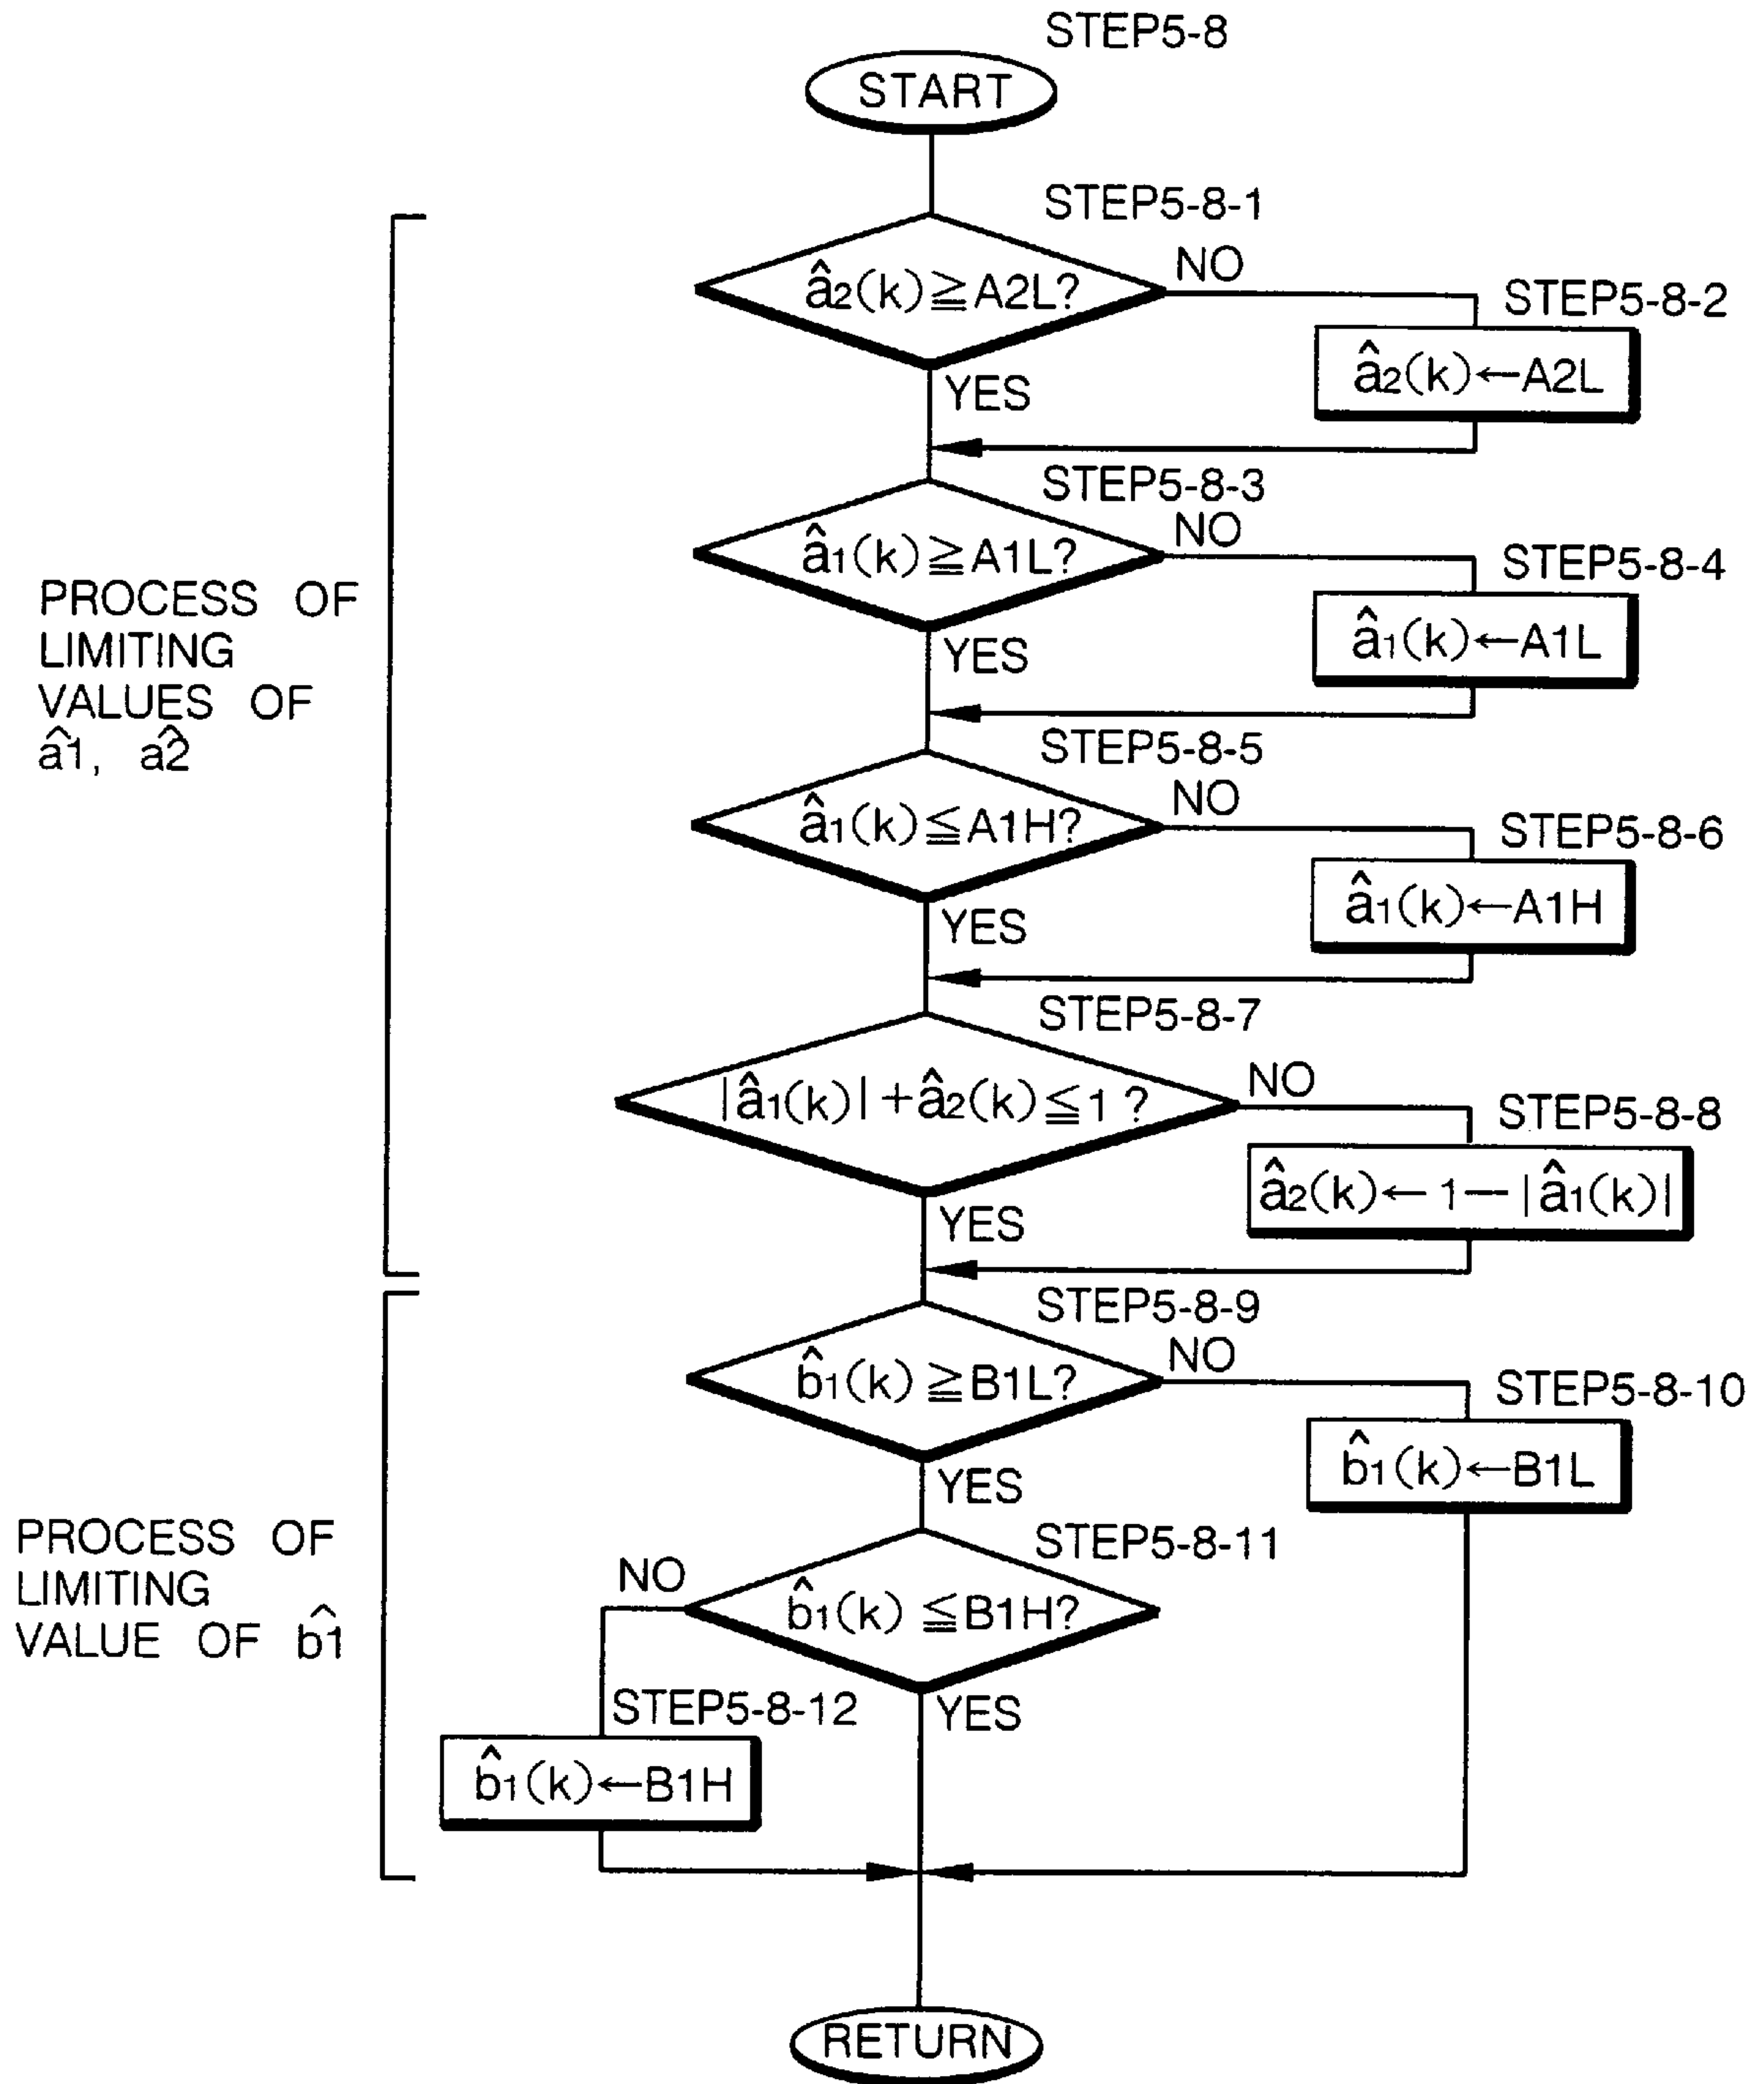 STEP5-8
START
STEP5-8-1
â₂(k)≧A2L?
NO
STEP5-8-2
â₂(k)←A2L
YES
STEP5-8-3
â₁(k)≧A1L?
NO
STEP5-8-4
â₁(k)←A1L
YES
PROCESS OF
LIMITING
VALUES OF
â1, â2
STEP5-8-5
â₁(k)≦A1H?
NO
STEP5-8-6
â₁(k)←A1H
YES
STEP5-8-7
|â₁(k)|+â₂(k)≦1?
NO
STEP5-8-8
â₂(k)←1−|â₁(k)|
YES
STEP5-8-9
b̂₁(k)≧B1L?
NO
STEP5-8-10
b̂₁(k)←B1L
YES
PROCESS OF
LIMITING
VALUE OF b̂1
STEP5-8-11
NO
b̂₁(k)≦B1H?
STEP5-8-12
YES
b̂₁(k)←B1H
RETURN